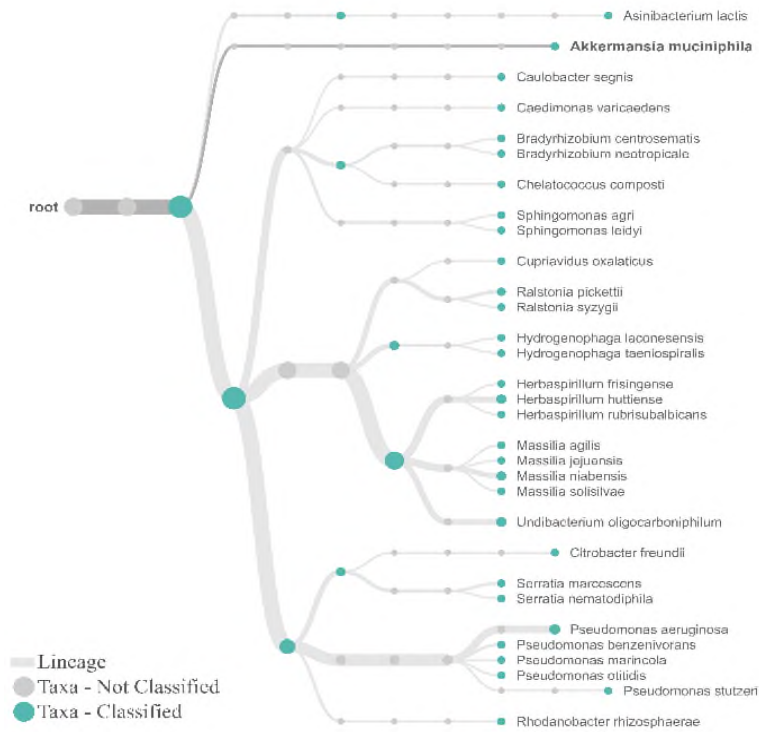 Asinibacterium lactis
Akkermansia muciniphila
Caulobacter segnis
Caedimonas varicaedens
Bradyrhizobium centrosematis
Bradyrhizobium neotropicale
Chelatococcus composti
root
Sphingomonas agri
Sphingomonas leidyi
Cupriavidus oxalaticus
Ralstonia pickettii
Ralstonia syzygii
Hydrogenophaga laconesensis
Hydrogenophaga taeniospiralis
Herbaspirillum frisingense
Herbaspirillum huttiense
Herbaspirillum rubrisubalbicans
Massilia agilis
Massilia jejuensis
Massilia niabensis
Massilia solisilvae
Undibacterium oligocarboniphilum
Citrobacter freundii
Serratia marcescens
Serratia nematodiphila
Pseudomonas aeruginosa
Pseudomonas benzenivorans
Pseudomonas marincola
Pseudomonas otitidis
Pseudomonas stutzeri
Rhodanobacter rhizosphaerae
Lineage
Taxa - Not Classified
Taxa - Classified